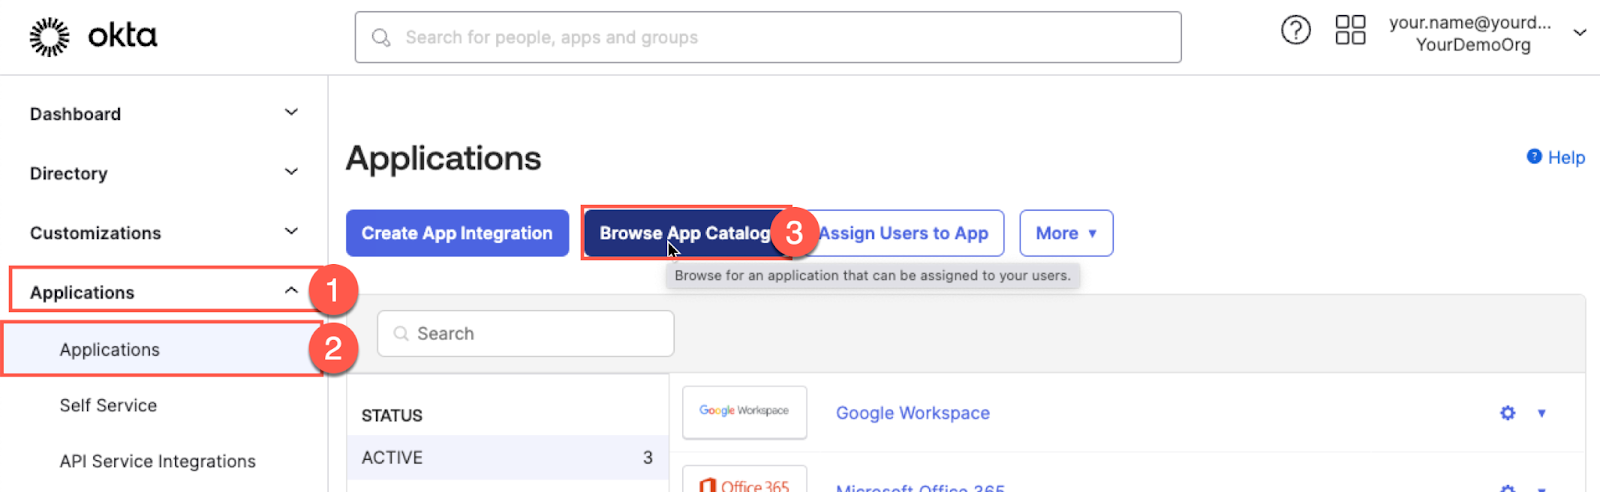 okta
Search for people, apps and groups
your.name@yourd...
YourDemoOrg
Dashboard
Directory
Customizations
Applications
1
Applications
2
Self Service
API Service Integrations
Applications
Help
Create App Integration
Browse App Catalog
3
Assign Users to App
More
Browse for an application that can be assigned to your users.
Search
STATUS
ACTIVE 3
Google Workspace
Google Workspace
Office 365
Microsoft Office 365